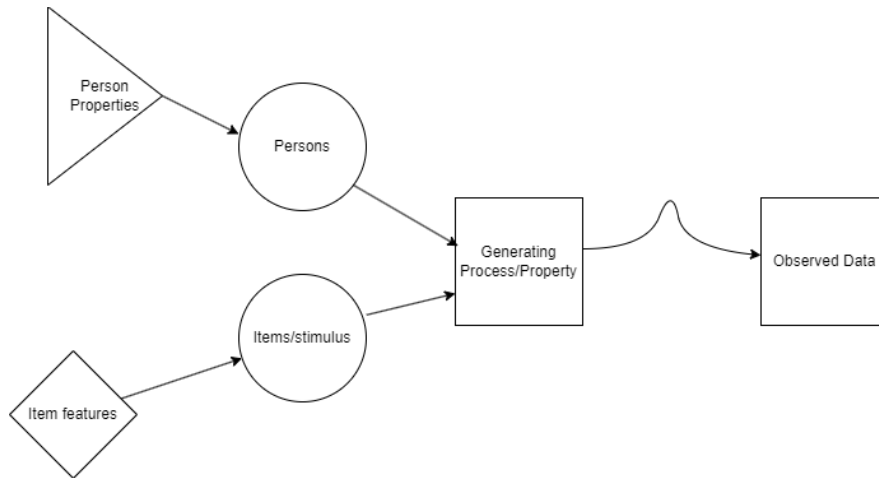 Person
Properties
Persons
Generating
Process/Property
Observed Data
Items/stimulus
Item features